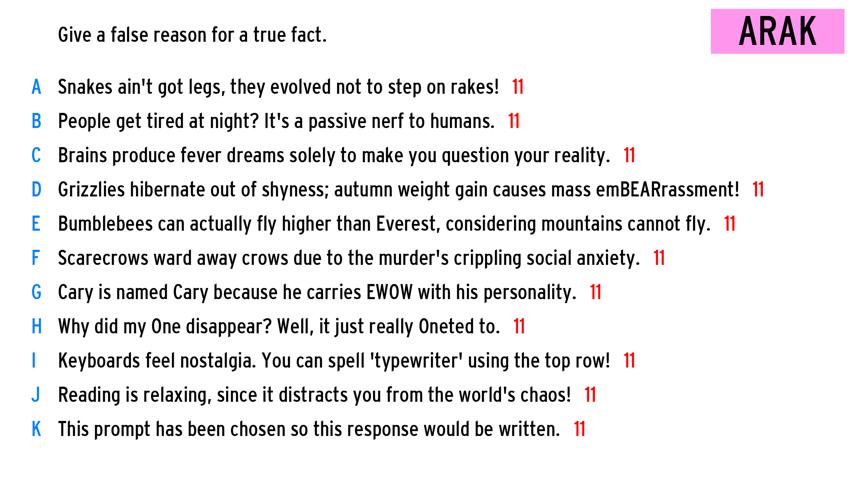 Give a false reason for a true fact.
ARAK
A Snakes ain't got legs, they evolved not to step on rakes! 11
B People get tired at night? It's a passive nerf to humans. 11
C Brains produce fever dreams solely to make you question your reality. 11
D Grizzlies hibernate out of shyness; autumn weight gain causes mass emBEARrassment! 11
E Bumblebees can actually fly higher than Everest, considering mountains cannot fly. 11
F Scarecrows ward away crows due to the murder's crippling social anxiety. 11
G Cary is named Cary because he carries EWOW with his personality. 11
H Why did my One disappear? Well, it just really Oneted to. 11
I Keyboards feel nostalgia. You can spell 'typewriter' using the top row! 11
J Reading is relaxing, since it distracts you from the world's chaos! 11
K This prompt has been chosen so this response would be written. 11